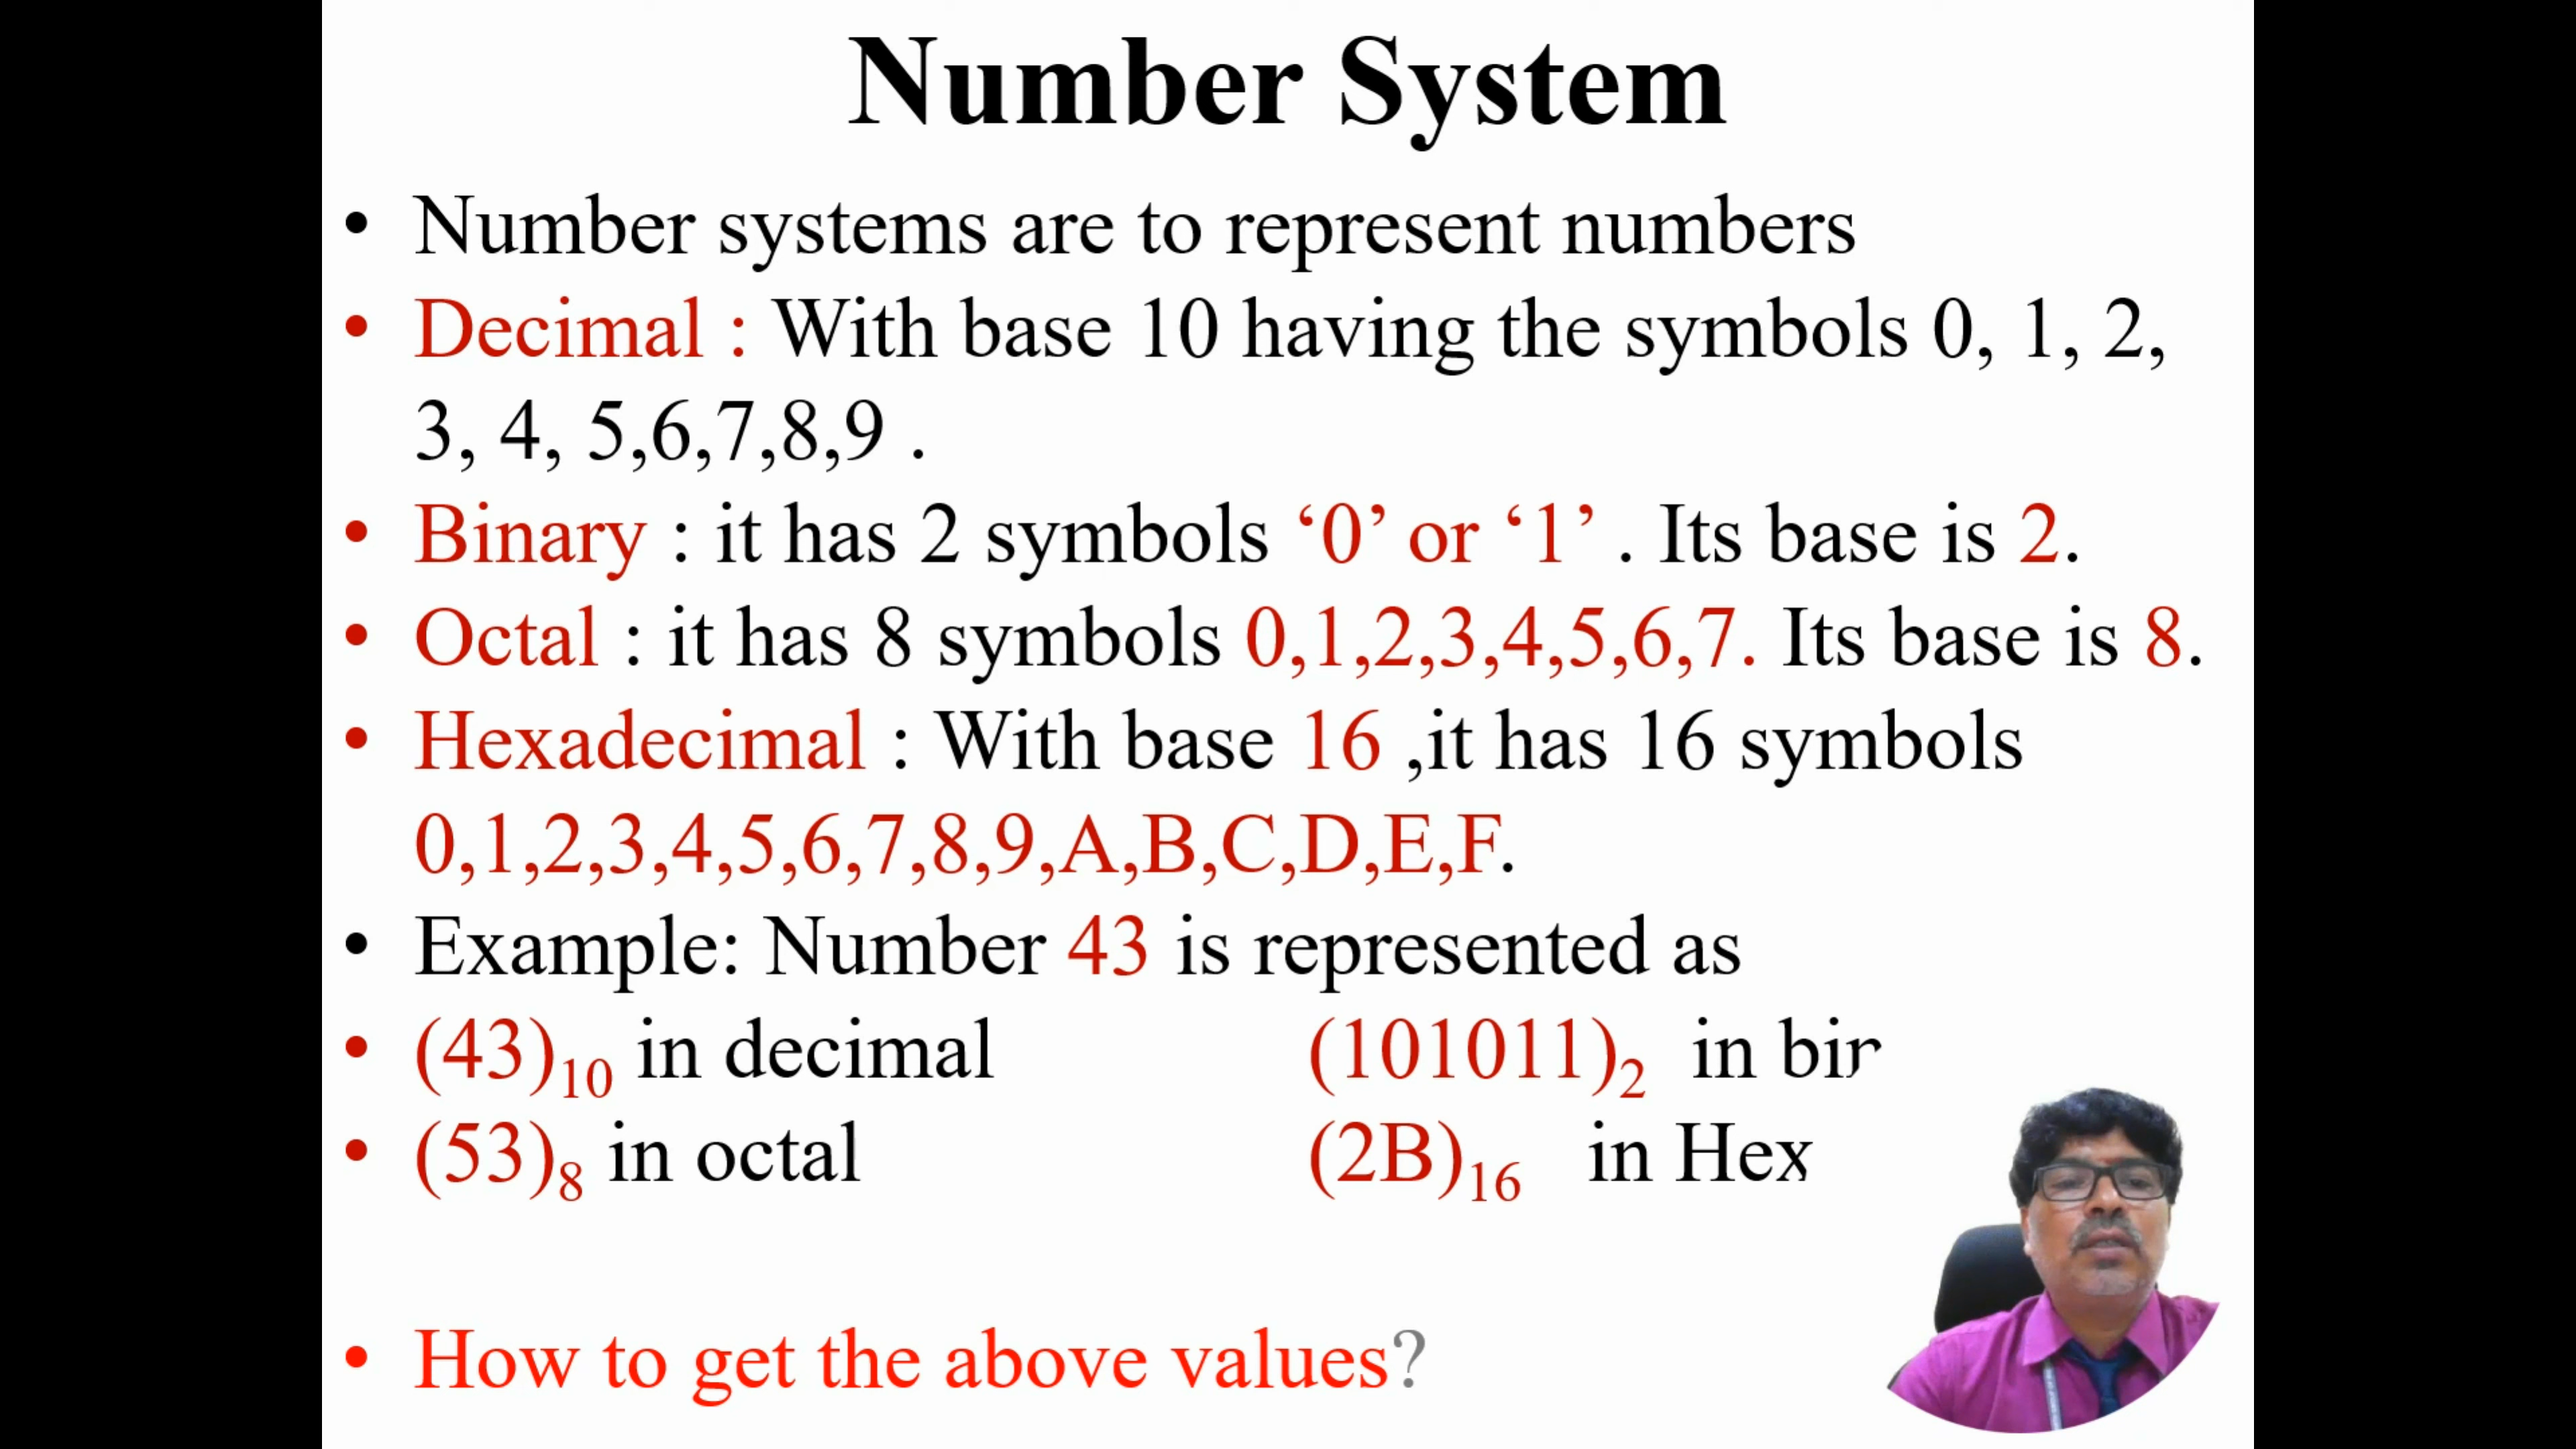 Number System
• Number systems are to represent numbers
• Decimal : With base 10 having the symbols 0, 1, 2,
3, 4, 5,6,7,8,9 .
• Binary : it has 2 symbols ‘0’ or ‘1’ . Its base is 2.
• Octal : it has 8 symbols 0,1,2,3,4,5,6,7. Its base is 8.
• Hexadecimal : With base 16 ,it has 16 symbols
0,1,2,3,4,5,6,7,8,9,A,B,C,D,E,F.
• Example: Number 43 is represented as
• (43)₁₀ in decimal (101011)₂ in
• (53)₈ in octal (2B)₁₆ in Hex
• How to get the above values?